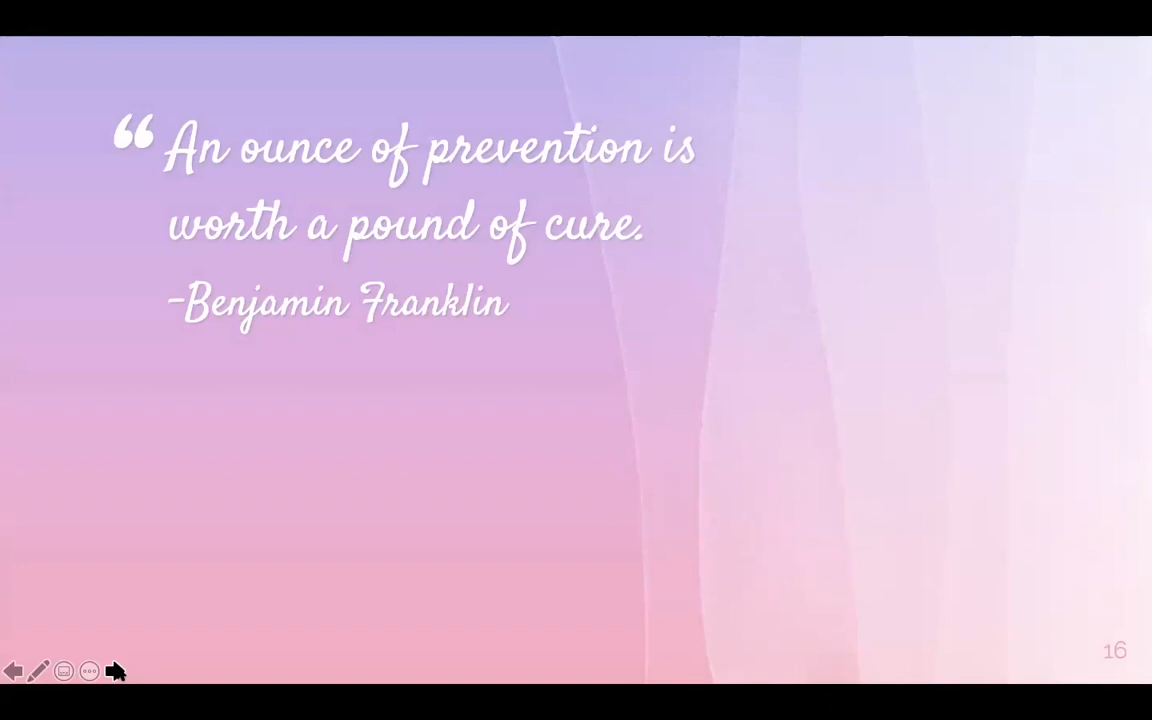 “An ounce of prevention is
worth a pound of cure.
-Benjamin Franklin
16